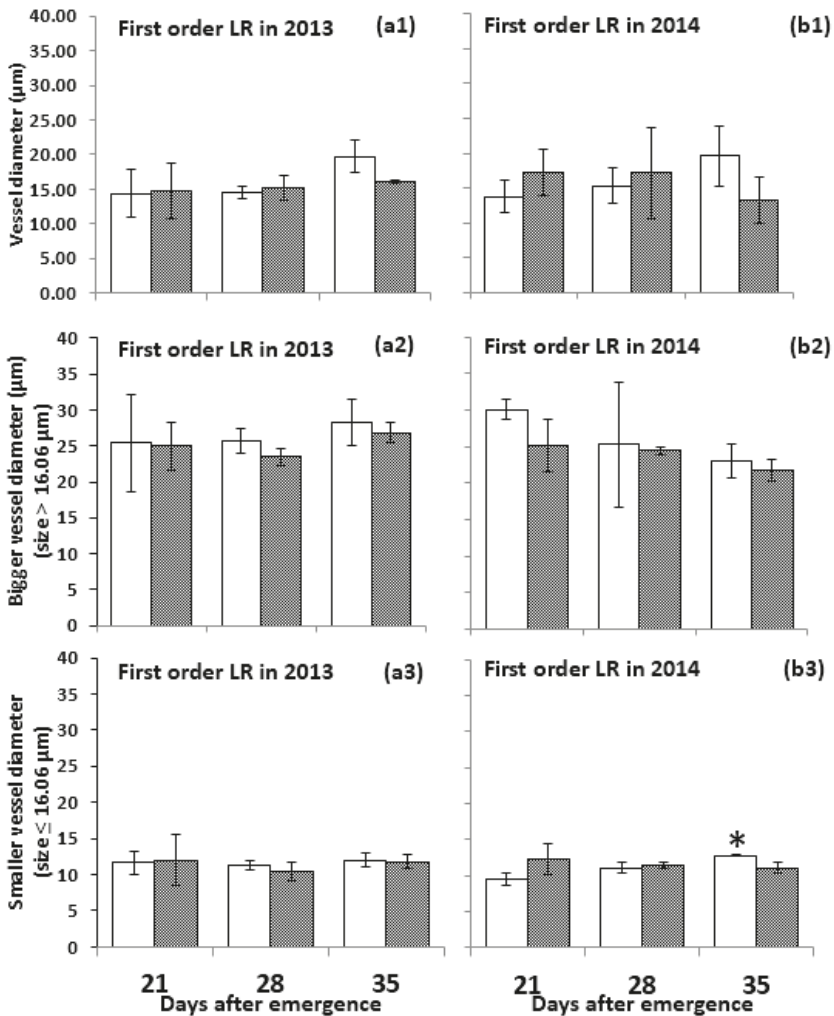 First order LR in 2013 (a1)
Vessel diameter (µm)
40.00
35.00
30.00
25.00
20.00
15.00
10.00
5.00
0.00
First order LR in 2014 (b1)
First order LR in 2013 (a2)
Bigger vessel diameter (µm)
(size > 16.06 µm)
40
35
30
25
20
15
10
5
0
First order LR in 2014 (b2)
First order LR in 2013 (a3)
Smaller vessel diameter
(size ≤ 16.06 µm)
40
35
30
25
20
15
10
5
0
21 28 35
Days after emergence
First order LR in 2014 (b3)
*
21 28 35
Days after emergence